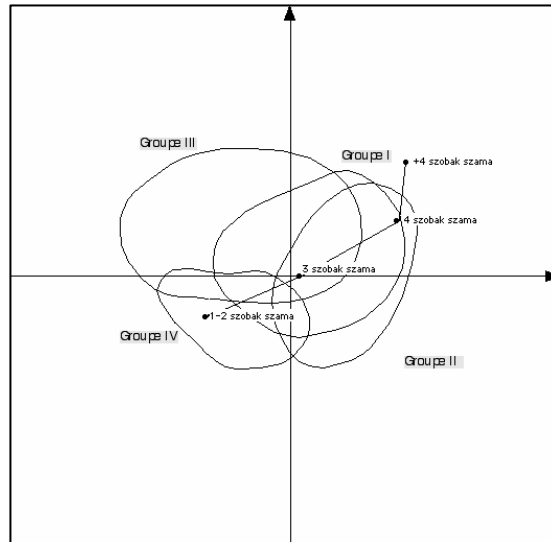 Groupe III
Groupe I
+4 szobak szama
4 szobak szama
3 szobak szama
1-2 szobak szama
Groupe IV
Groupe II